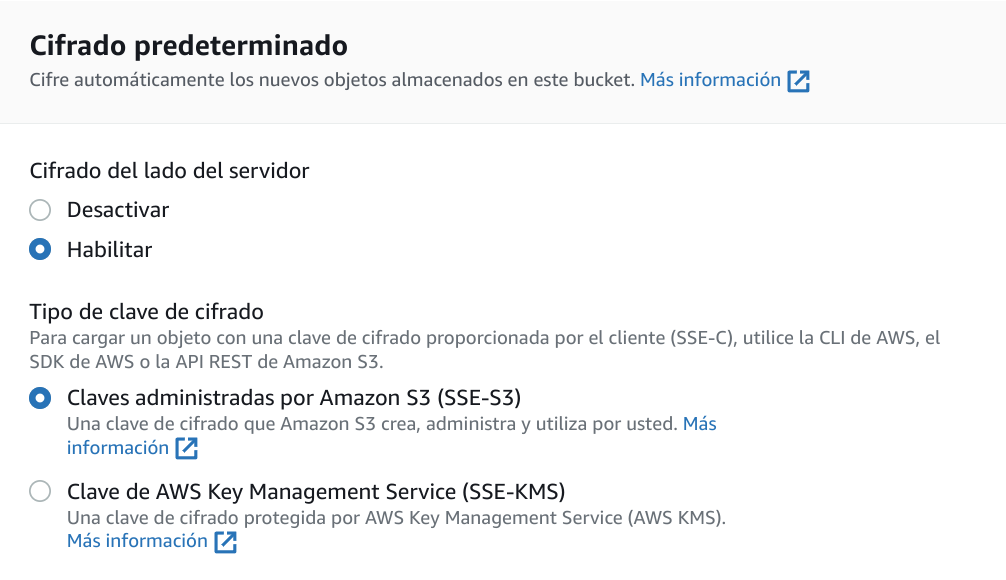 Cifrado predeterminado
Cifre automáticamente los nuevos objetos almacenados en este bucket. Más información
Cifrado del lado del servidor
Desactivar
Habilitar
Tipo de clave de cifrado
Para cargar un objeto con una clave de cifrado proporcionada por el cliente (SSE-C), utilice la CLI de AWS, el
SDK de AWS o la API REST de Amazon S3.
Claves administradas por Amazon S3 (SSE-S3)
Una clave de cifrado que Amazon S3 crea, administra y utiliza por usted. Más
información
Clave de AWS Key Management Service (SSE-KMS)
Una clave de cifrado protegida por AWS Key Management Service (AWS KMS).
Más información